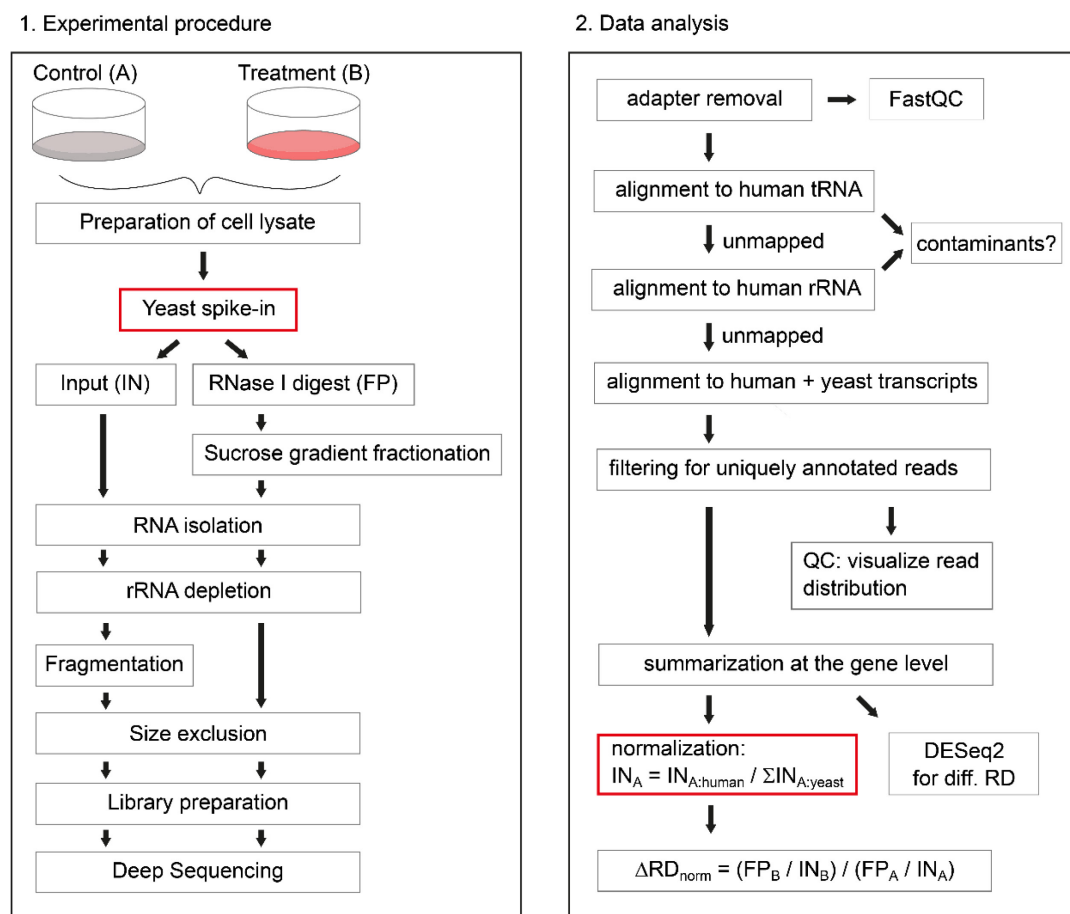 1. Experimental procedure
Control (A)
Treatment (B)
Preparation of cell lysate
Yeast spike-in
Input (IN)
RNase I digest (FP)
Sucrose gradient fractionation
RNA isolation
rRNA depletion
Fragmentation
Size exclusion
Library preparation
Deep Sequencing
2. Data analysis
adapter removal
FastQC
alignment to human tRNA
unmapped
contaminants?
alignment to human rRNA
unmapped
alignment to human + yeast transcripts
filtering for uniquely annotated reads
QC: visualize read
distribution
summarization at the gene level
normalization:
IN_A = IN_A:human / ΣIN_A:yeast
DESeq2
for diff. RD
ΔRD_norm = (FP_B / IN_B) / (FP_A / IN_A)